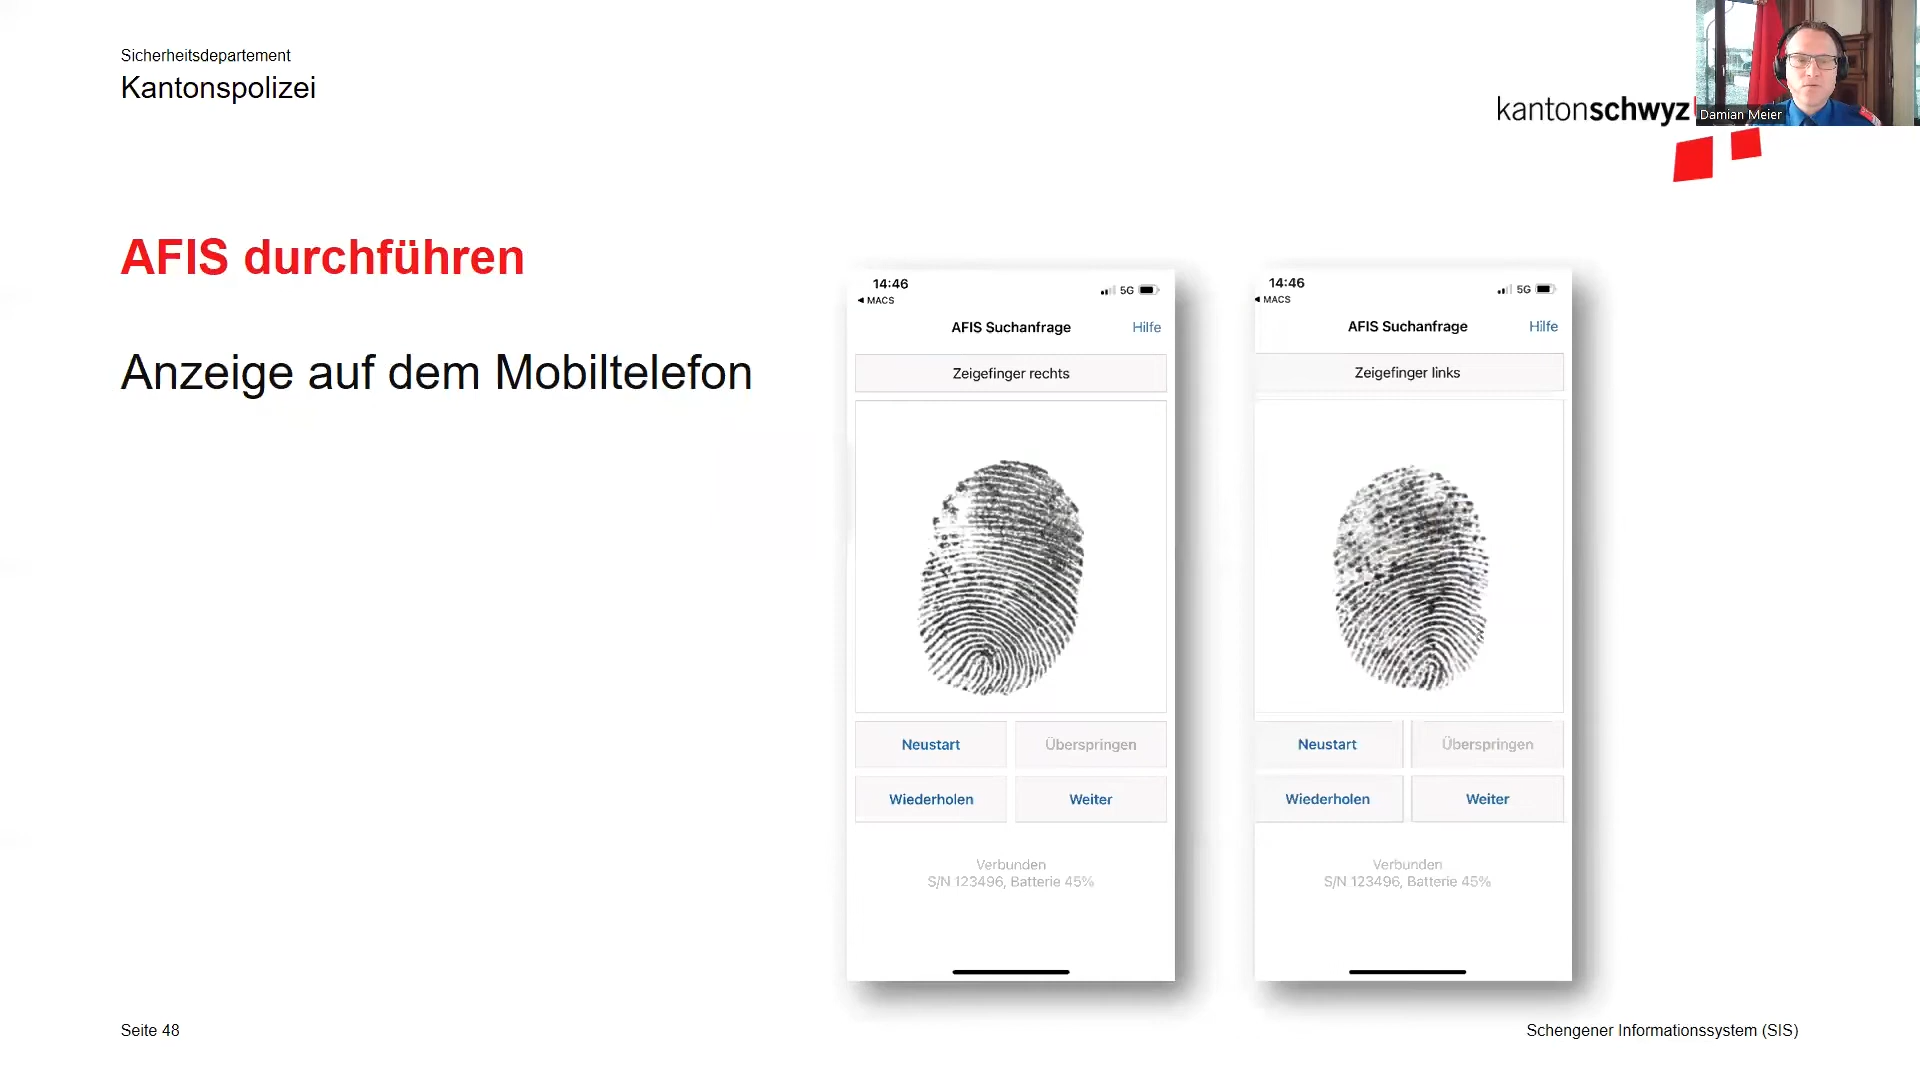 Sicherheitsdepartement
Kantonspolizei
kantonschwyz
Damian Meier
AFIS durchführen
Anzeige auf dem Mobiltelefon
14:46
MACS
5G
AFIS Suchanfrage
Hilfe
Zeigefinger rechts
Neustart
Überspringen
Wiederholen
Weiter
Verbunden
S/N 123496, Batterie 45%
14:46
MACS
5G
AFIS Suchanfrage
Hilfe
Zeigefinger links
Neustart
Überspringen
Wiederholen
Weiter
Verbunden
S/N 123496, Batterie 45%
Seite 48
Schengener Informationssystem (SIS)